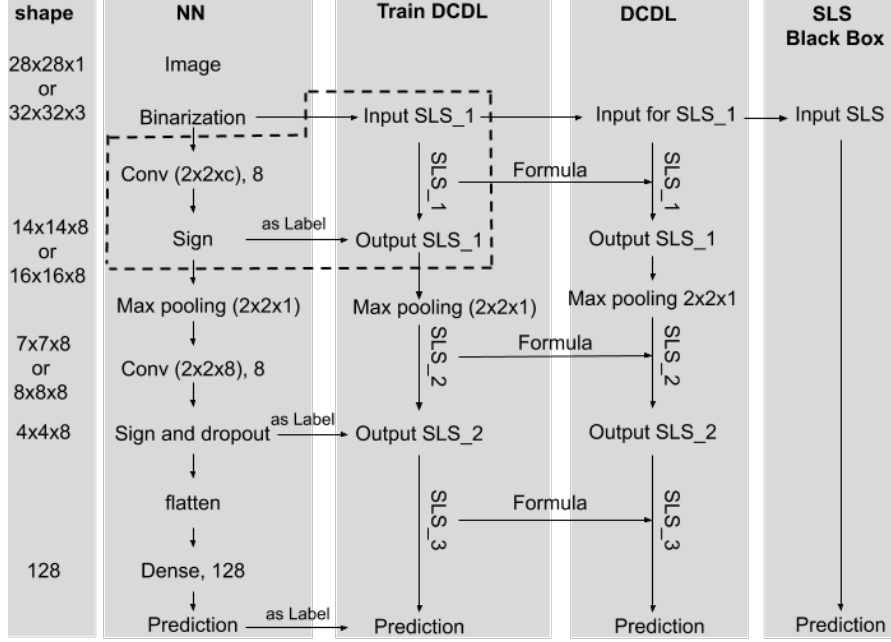 shape
NN
Train DCDL
DCDL
SLS
Black Box
28x28x1
or
32x32x3
Image
Binarization
Input SLS_1
Input for SLS_1
Input SLS
Conv (2x2xc), 8
SLS_1
Formula
SLS_1
14x14x8
or
16x16x8
Sign
as Label
Output SLS_1
Output SLS_1
Max pooling (2x2x1)
Max pooling (2x2x1)
Max pooling 2x2x1
7x7x8
or
8x8x8
Conv (2x2x8), 8
SLS_2
Formula
SLS_2
4x4x8
Sign and dropout
as Label
Output SLS_2
Output SLS_2
flatten
SLS_3
Formula
SLS_3
128
Dense, 128
Prediction
as Label
Prediction
Prediction
Prediction